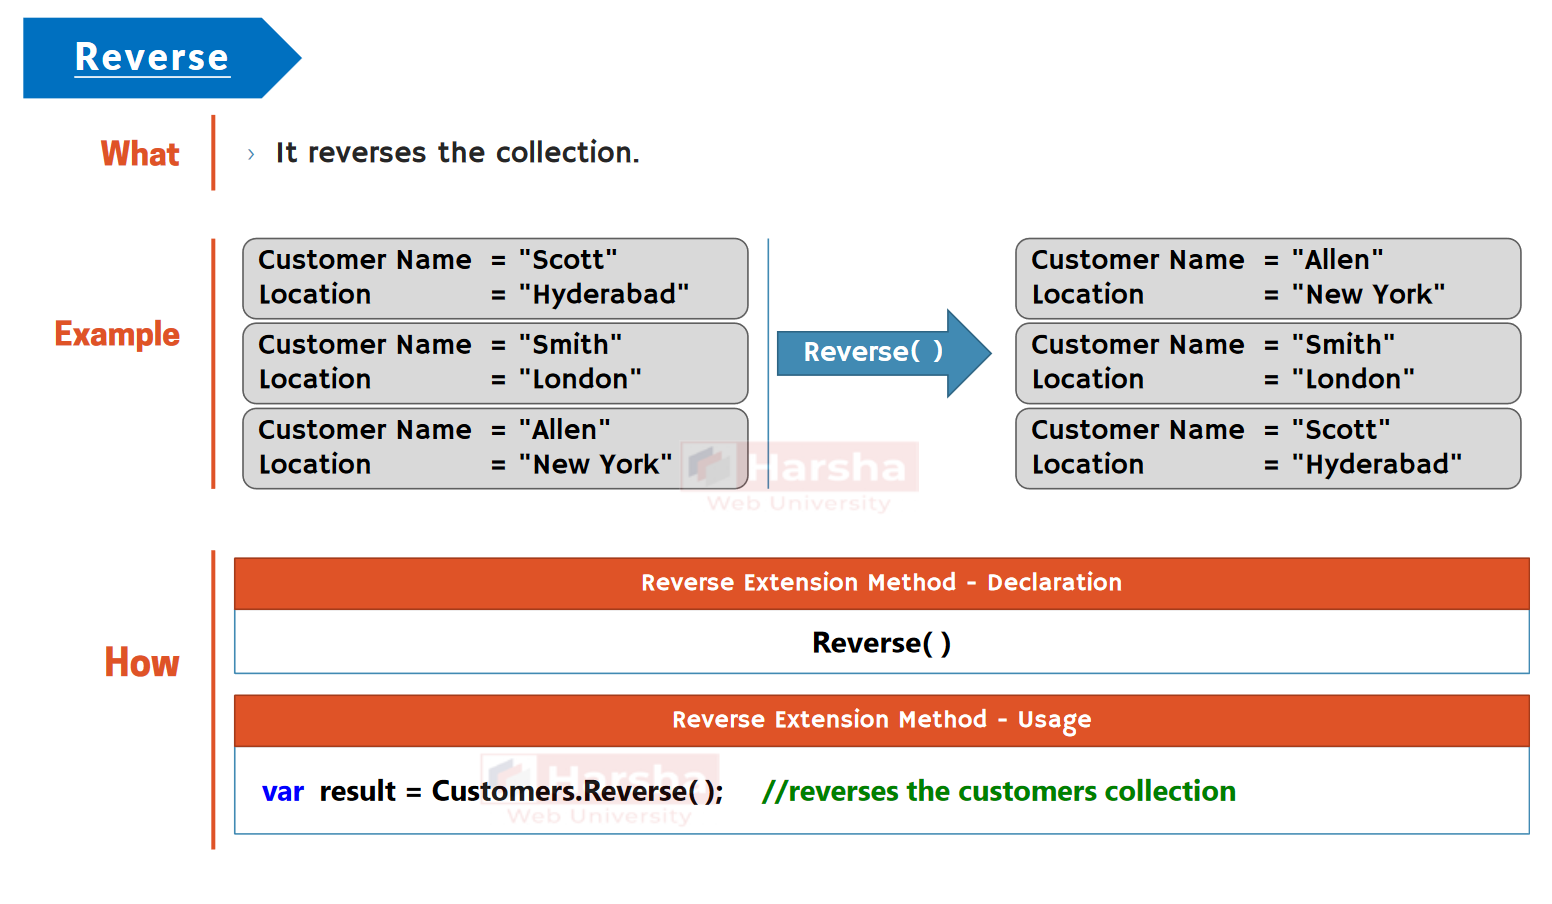 Reverse
What
› It reverses the collection.
Example
Customer Name = "Scott"
Location = "Hyderabad"
Customer Name = "Smith"
Location = "London"
Customer Name = "Allen"
Location = "New York"
Reverse( )
Customer Name = "Allen"
Location = "New York"
Customer Name = "Smith"
Location = "London"
Customer Name = "Scott"
Location = "Hyderabad"
Harsha
Web University
How
Reverse Extension Method - Declaration
Reverse( )
Reverse Extension Method - Usage
var result = Customers.Reverse( ); //reverses the customers collection
Harsha
Web University